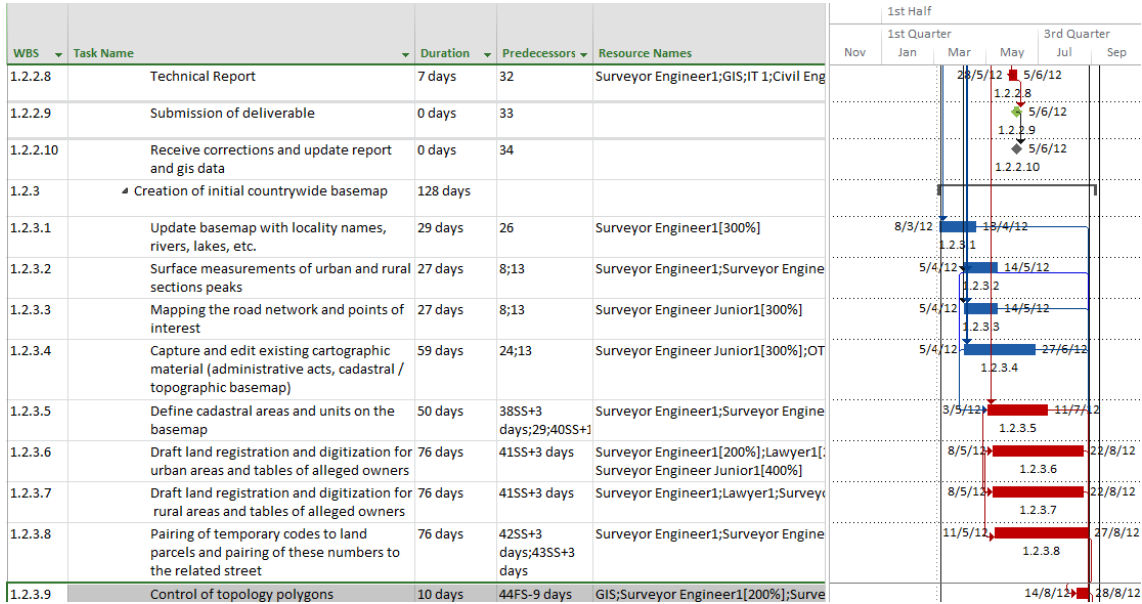 1st Half
1st Quarter 3rd Quarter
WBS Task Name Duration Predecessors Resource Names Nov Jan Mar May Jul Sep
1.2.2.8 Technical Report 7 days 32 Surveyor Engineer1;GIS;IT 1;Civil Eng 28/5/12 5/6/12
1.2.2.8
1.2.2.9 Submission of deliverable 0 days 33 5/6/12
1.2.2.9
1.2.2.10 Receive corrections and update report 0 days 34 5/6/12
and gis data
1.2.2.10
1.2.3 Creation of initial countrywide basemap 128 days
1.2.3.1 Update basemap with locality names, 29 days 26 Surveyor Engineer1[300%] 8/3/12 18/4/12
rivers, lakes, etc.
1.2.3.1
1.2.3.2 Surface measurements of urban and rural 27 days 8;13 Surveyor Engineer1;Surveyor Engine 5/4/12 14/5/12
sections peaks
1.2.3.2
1.2.3.3 Mapping the road network and points of 27 days 8;13 Surveyor Engineer Junior1[300%] 5/4/12 14/5/12
interest
1.2.3.3
1.2.3.4 Capture and edit existing cartographic 59 days 24;13 Surveyor Engineer Junior1[300%];OT 5/4/12 27/6/12
material (administrative acts, cadastral /
1.2.3.4
topographic basemap)
1.2.3.5 Define cadastral areas and units on the 50 days 38SS+3 Surveyor Engineer1;Surveyor Engine 3/5/12 11/7/12
basemap days;29;40SS+1
1.2.3.5
1.2.3.6 Draft land registration and digitization for 76 days 41SS+3 days Surveyor Engineer1[200%];Lawyer1[ 8/5/12 22/8/12
urban areas and tables of alleged owners Surveyor Engineer Junior1[400%]
1.2.3.6
1.2.3.7 Draft land registration and digitization for 76 days 41SS+3 days Surveyor Engineer1;Lawyer1;Surveyo 8/5/12 22/8/12
rural areas and tables of alleged owners
1.2.3.7
1.2.3.8 Pairing of temporary codes to land 76 days 42SS+3 Surveyor Engineer1;Surveyor Engine 11/5/12 27/8/12
parcels and pairing of these numbers to days;43SS+3
1.2.3.8
the related street days
1.2.3.9 Control of topology polygons 10 days 44FS-9 days GIS;Surveyor Engineer1[200%];Surve 14/8/12 28/8/12